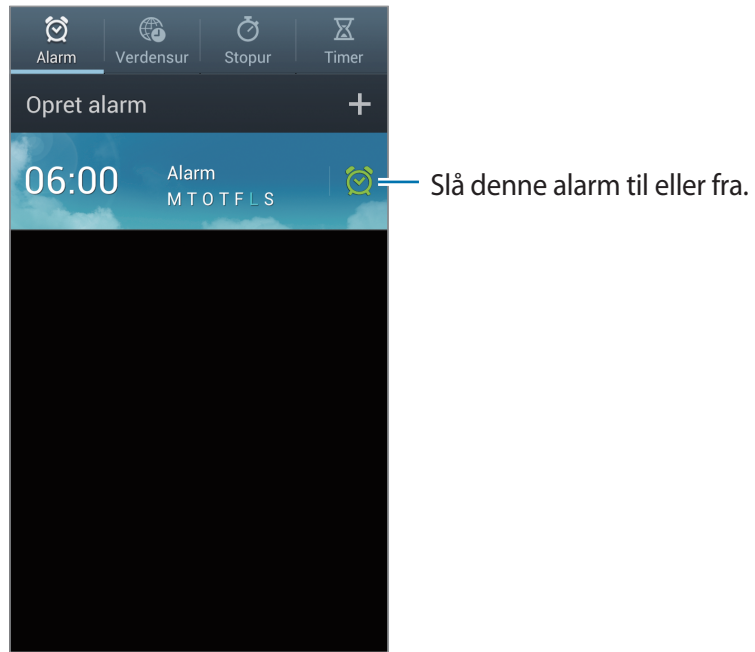 Alarm Verdensur Stopur Timer
Opret alarm +
06:00 Alarm
M T O T F L S
Slå denne alarm til eller fra.